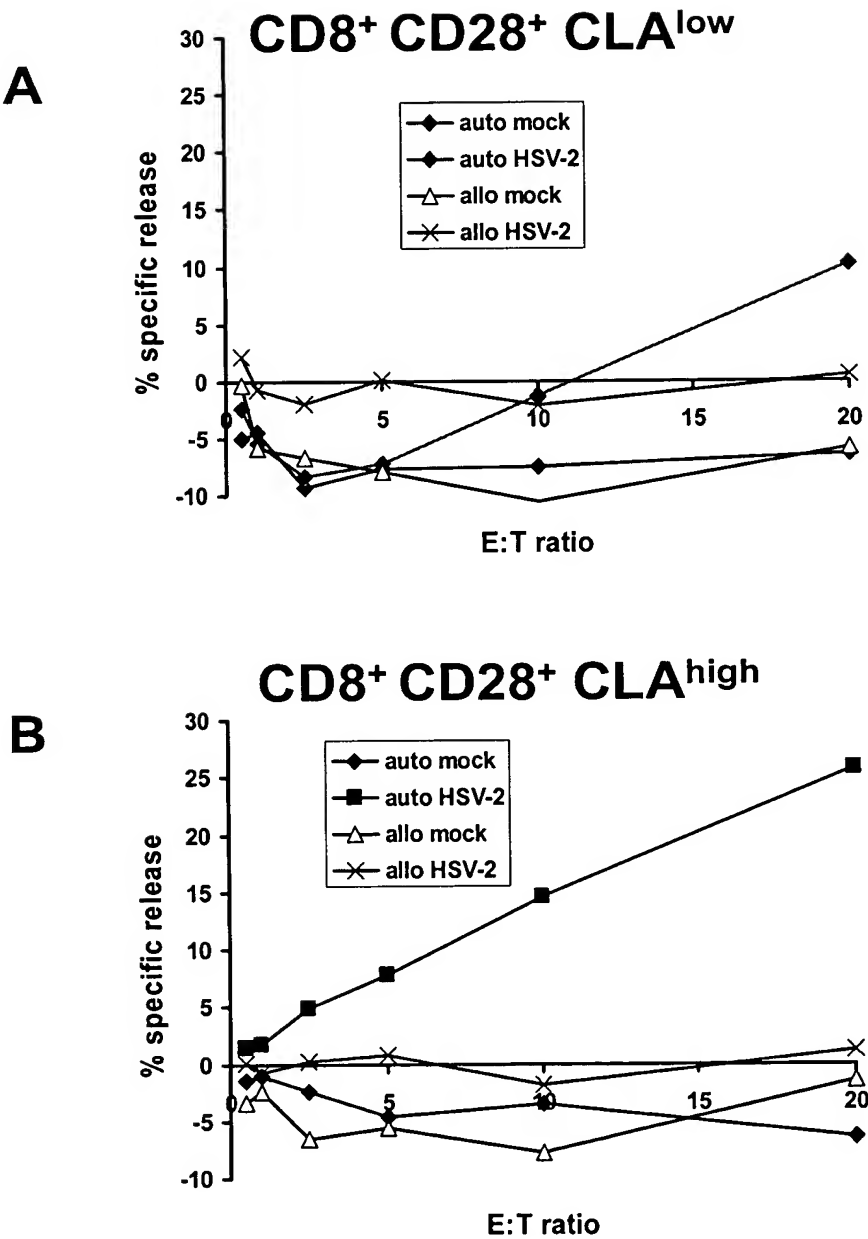 CD8⁺ CD28⁺ CLAˡᵒʷ
A
30
25
20
15
10
5
0
-5
-10
% specific release
auto mock
auto HSV-2
allo mock
allo HSV-2
0 5 10 15 20
E:T ratio
CD8⁺ CD28⁺ CLAʰⁱᵍʰ
B
30
25
20
15
10
5
0
-5
-10
% specific release
auto mock
auto HSV-2
allo mock
allo HSV-2
0 5 10 15 20
E:T ratio